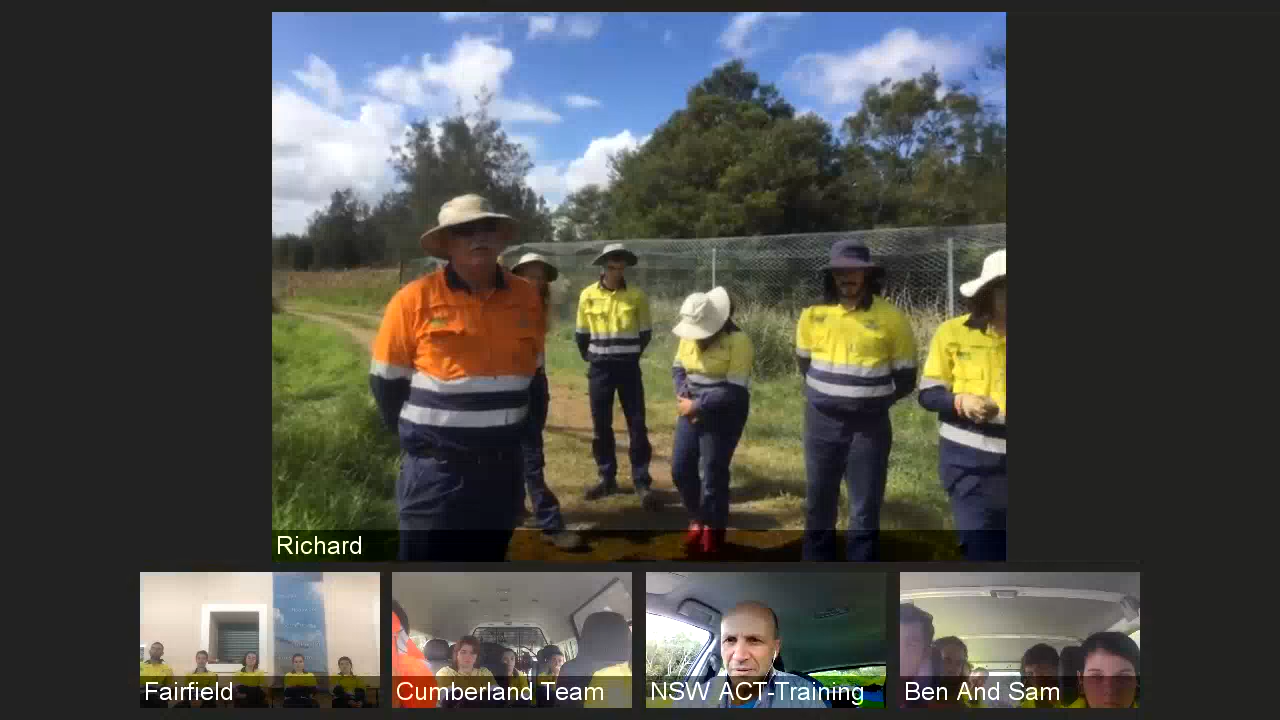 Richard
Fairfield
Cumberland Team
NSW ACT-Training
Ben And Sam